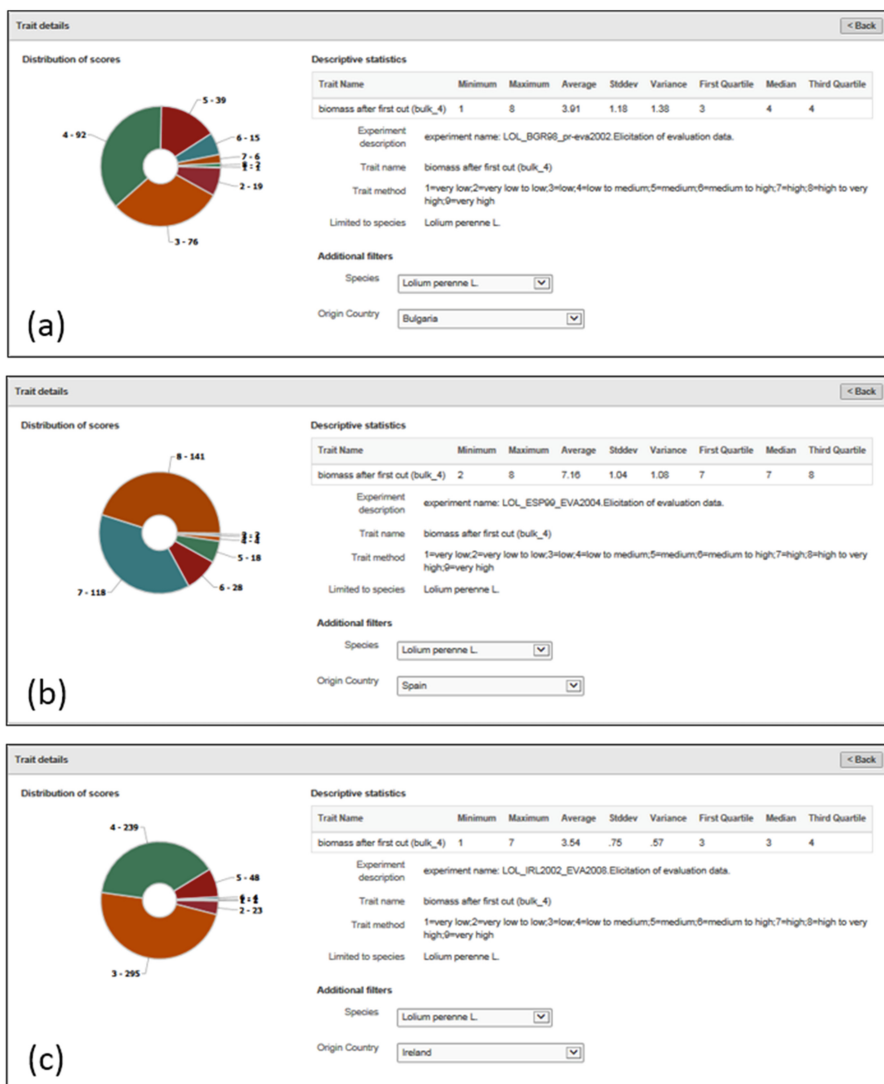 Trait details
< Back
Distribution of scores
Descriptive statistics
Trait Name Minimum Maximum Average Stddev Variance First Quartile Median Third Quartile
biomass after first cut (bulk_4) 1 8 3.91 1.18 1.38 3 4 4
5 - 39
4 - 92
6 - 15
7 - 6
2 - 19
3 - 76
Experiment
description
experiment name: LOL_BGR98_pr-eva2002.Elicitation of evaluation data.
Trait name biomass after first cut (bulk_4)
Trait method 1=very low;2=very low to low;3=low;4=low to medium;5=medium;6=medium to high;7=high;8=high to very
high;9=very high
Limited to species Lolium perenne L.
Additional filters
Species Lolium perenne L.
Origin Country Bulgaria
(a)
Trait details
< Back
Distribution of scores
Descriptive statistics
Trait Name Minimum Maximum Average Stddev Variance First Quartile Median Third Quartile
biomass after first cut (bulk_4) 2 8 7.16 1.04 1.08 7 7 8
8 - 141
5 - 18
6 - 28
7 - 118
Experiment
description
experiment name: LOL_ESP99_EVA2004.Elicitation of evaluation data.
Trait name biomass after first cut (bulk_4)
Trait method 1=very low;2=very low to low;3=low;4=low to medium;5=medium;6=medium to high;7=high;8=high to very
high;9=very high
Limited to species Lolium perenne L.
Additional filters
Species Lolium perenne L.
Origin Country Spain
(b)
Trait details
< Back
Distribution of scores
Descriptive statistics
Trait Name Minimum Maximum Average Stddev Variance First Quartile Median Third Quartile
biomass after first cut (bulk_4) 1 7 3.54 .75 .57 3 3 4
4 - 239
5 - 48
2 - 23
3 - 295
Experiment
description
experiment name: LOL_IRL2002_EVA2008.Elicitation of evaluation data.
Trait name biomass after first cut (bulk_4)
Trait method 1=very low;2=very low to low;3=low;4=low to medium;5=medium;6=medium to high;7=high;8=high to very
high;9=very high
Limited to species Lolium perenne L.
Additional filters
Species Lolium perenne L.
Origin Country Ireland
(c)